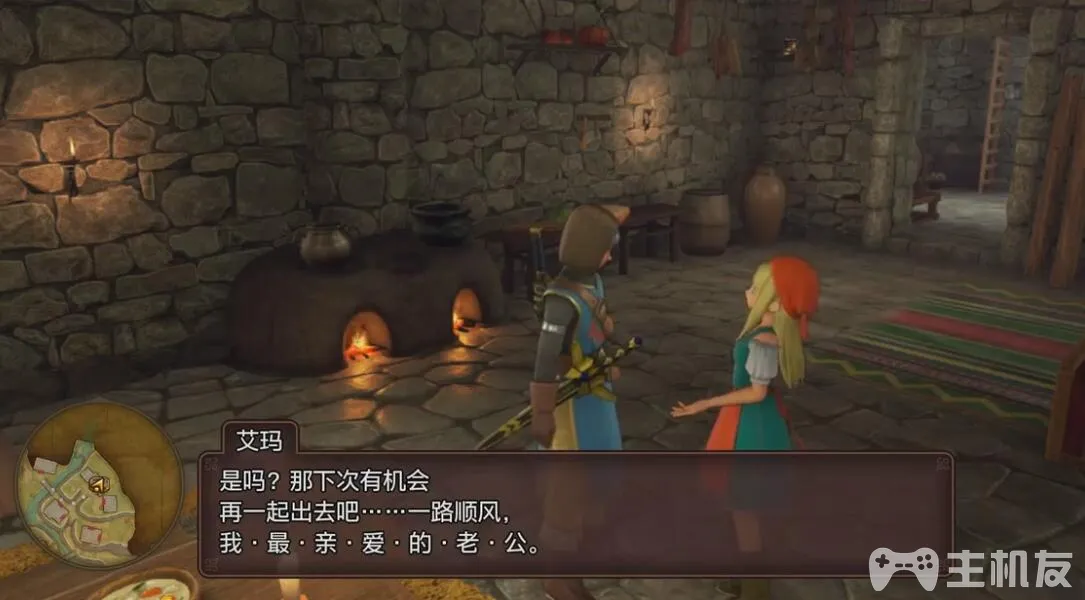 艾玛
是吗？那下次有机会
再一起出去吧……一路顺风，
我·最·亲·爱·的·老·公。
主机友